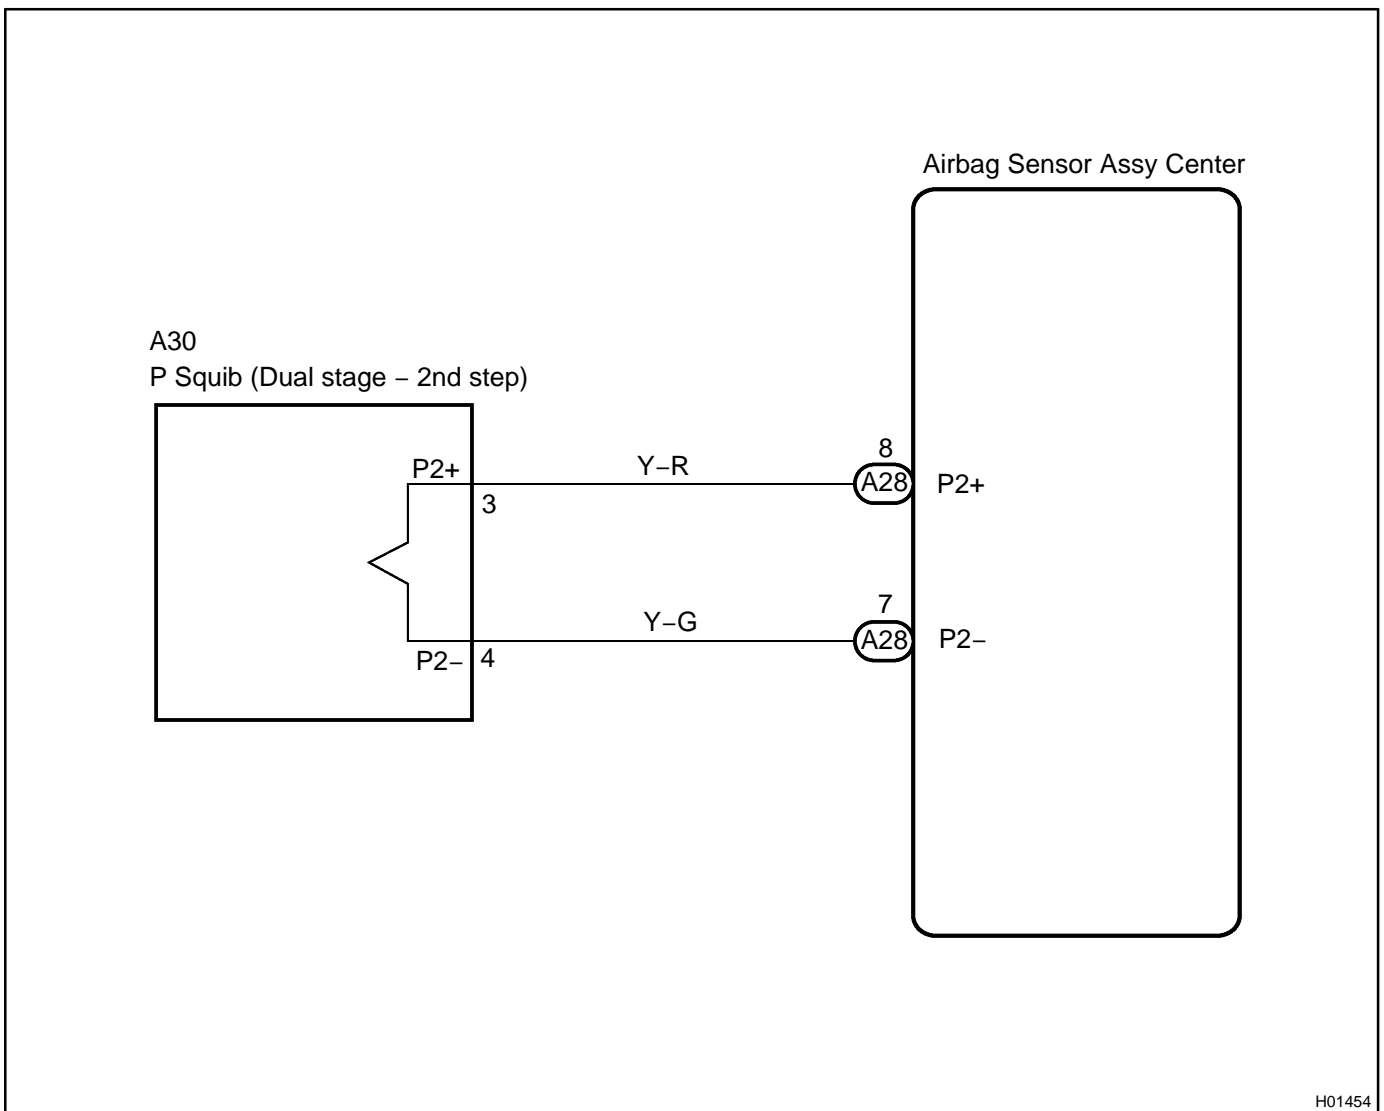 Airbag Sensor Assy Center
A30
P Squib (Dual stage – 2nd step)
P2+
3
Y–R
8
A28
P2+
P2–
4
Y–G
7
A28
P2–
H01454